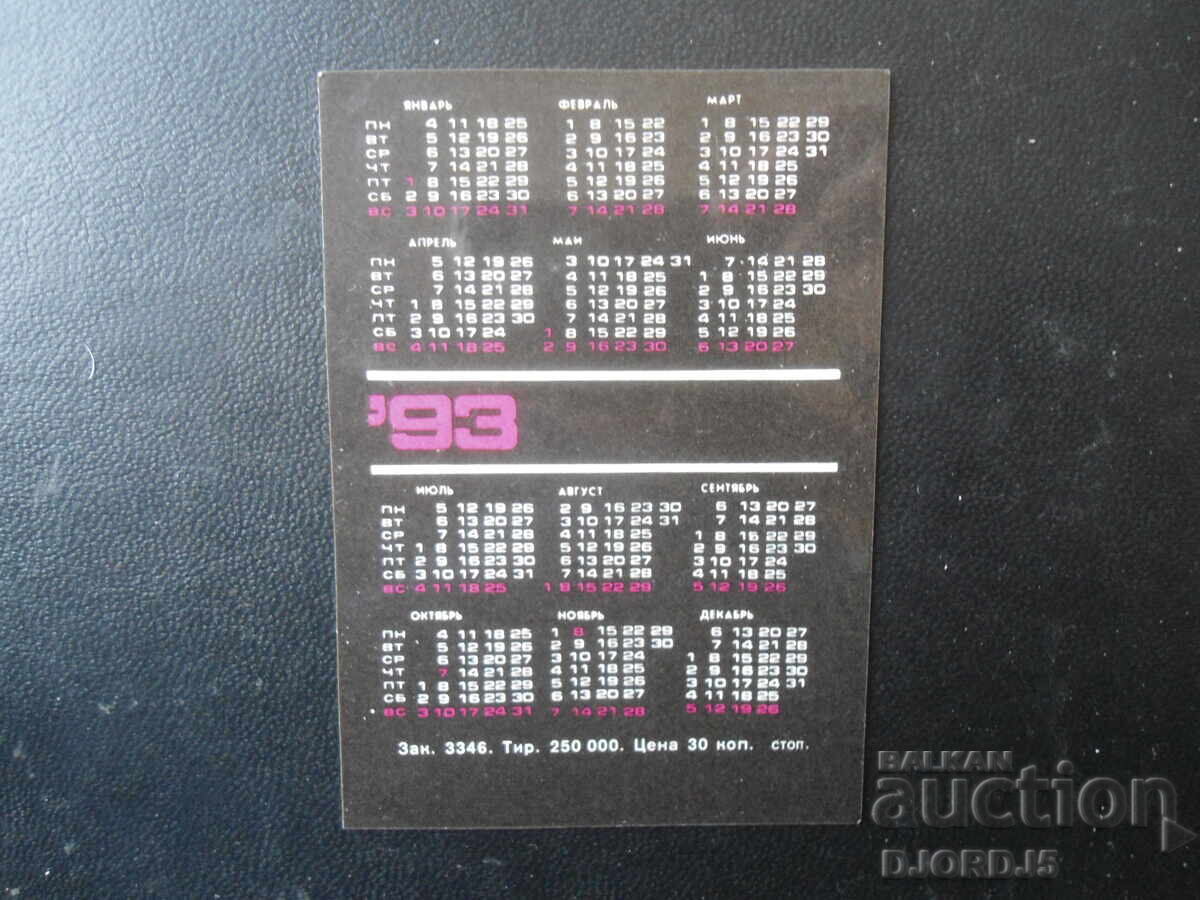 ЯНВАРЬ ФЕВРАЛЬ МАРТ
ПН 4 11 18 25 1 8 15 22 1 8 15 22 29
ВТ 5 12 19 26 2 9 16 23 2 9 16 23 30
СР 6 13 20 27 3 10 17 24 3 10 17 24 31
ЧТ 7 14 21 28 4 11 18 25 4 11 18 25
ПТ 1 8 15 22 29 5 12 19 26 5 12 19 26
СБ 2 9 16 23 30 6 13 20 27 6 13 20 27
ВС 3 10 17 24 31 7 14 21 28 7 14 21 28
АПРЕЛЬ МАЙ ИЮНЬ
ПН 5 12 19 26 3 10 17 24 31 7 14 21 28
ВТ 6 13 20 27 4 11 18 25 1 8 15 22 29
СР 7 14 21 28 5 12 19 26 2 9 16 23 30
ЧТ 1 8 15 22 29 6 13 20 27 3 10 17 24
ПТ 2 9 16 23 30 7 14 21 28 4 11 18 25
СБ 3 10 17 24 1 8 15 22 29 5 12 19 26
ВС 4 11 18 25 2 9 16 23 30 6 13 20 27
'93
ИЮЛЬ АВГУСТ СЕНТЯБРЬ
ПН 5 12 19 26 2 9 16 23 30 6 13 20 27
ВТ 6 13 20 27 3 10 17 24 31 7 14 21 28
СР 7 14 21 28 4 11 18 25 1 8 15 22 29
ЧТ 1 8 15 22 29 5 12 19 26 2 9 16 23 30
ПТ 2 9 16 23 30 6 13 20 27 3 10 17 24
СБ 3 10 17 24 31 7 14 21 28 4 11 18 25
ВС 4 11 18 25 1 8 15 22 29 5 12 19 26
ОКТЯБРЬ НОЯБРЬ ДЕКАБРЬ
ПН 4 11 18 25 1 8 15 22 29 6 13 20 27
ВТ 5 12 19 26 2 9 16 23 30 7 14 21 28
СР 6 13 20 27 3 10 17 24 1 8 15 22 29
ЧТ 7 14 21 28 4 11 18 25 2 9 16 23 30
ПТ 1 8 15 22 29 5 12 19 26 3 10 17 24 31
СБ 2 9 16 23 30 6 13 20 27 4 11 18 25
ВС 3 10 17 24 31 7 14 21 28 5 12 19 26
Зак. 3346. Тир. 250 000. Цена 30 коп. СТОП.
BALKAN
auction
DJORDJ5